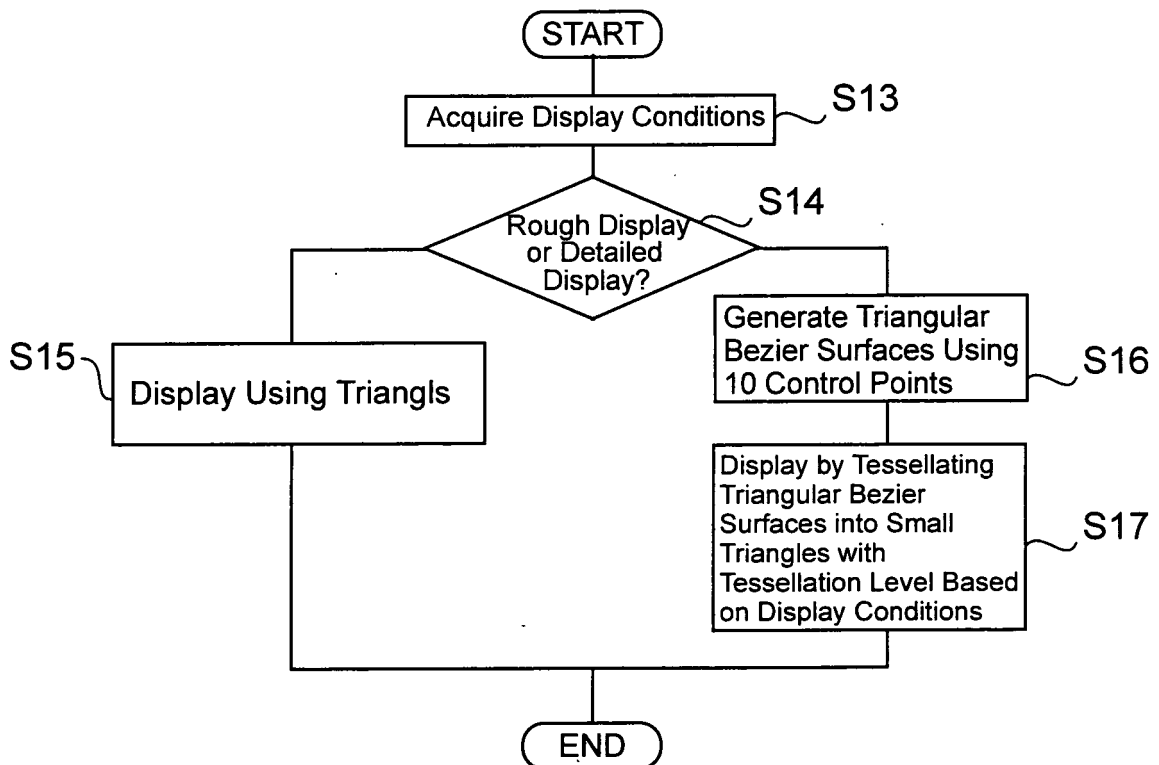 START
Acquire Display Conditions
S13
Rough Display
or Detailed
Display?
S14
S15
Display Using Triangls
Generate Triangular
Bezier Surfaces Using
10 Control Points
S16
Display by Tessellating
Triangular Bezier
Surfaces into Small
Triangles with
Tessellation Level Based
on Display Conditions
S17
END